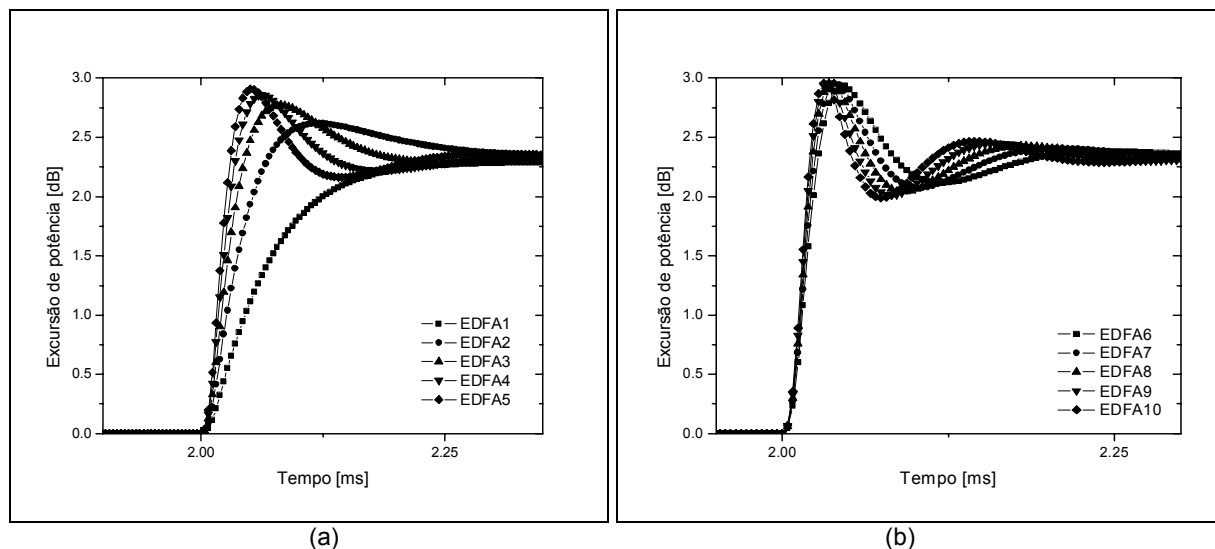 3.0
2.5
2.0
1.5
1.0
0.5
0.0
Excursão de potência [dB]
2.00
2.25
Tempo [ms]
EDFA1
EDFA2
EDFA3
EDFA4
EDFA5
(a)
3.0
2.5
2.0
1.5
1.0
0.5
0.0
Excursão de potência [dB]
2.00
2.25
Tempo [ms]
EDFA6
EDFA7
EDFA8
EDFA9
EDFA10
(b)